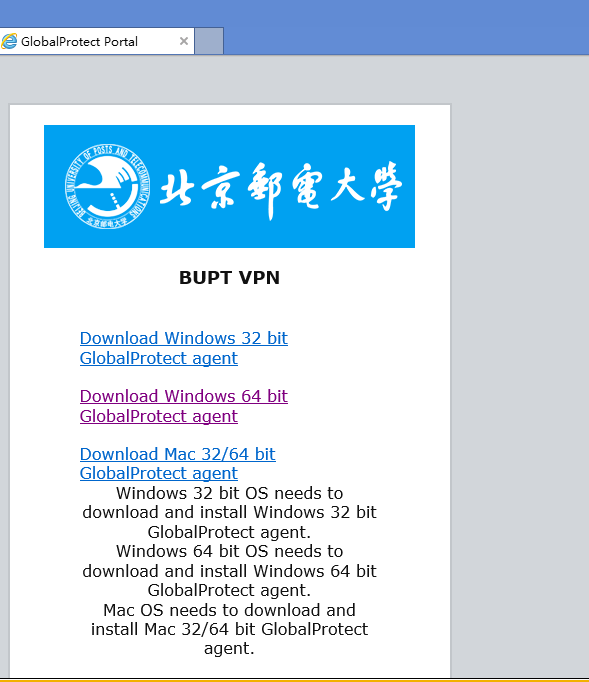 GlobalProtect Portal
BEIJING UNIVERSITY OF POSTS AND TELECOMMUNICATIONS
北京邮电大学
北京郵電大學
BUPT VPN
Download Windows 32 bit
GlobalProtect agent
Download Windows 64 bit
GlobalProtect agent
Download Mac 32/64 bit
GlobalProtect agent
Windows 32 bit OS needs to
download and install Windows 32 bit
GlobalProtect agent.
Windows 64 bit OS needs to
download and install Windows 64 bit
GlobalProtect agent.
Mac OS needs to download and
install Mac 32/64 bit GlobalProtect
agent.